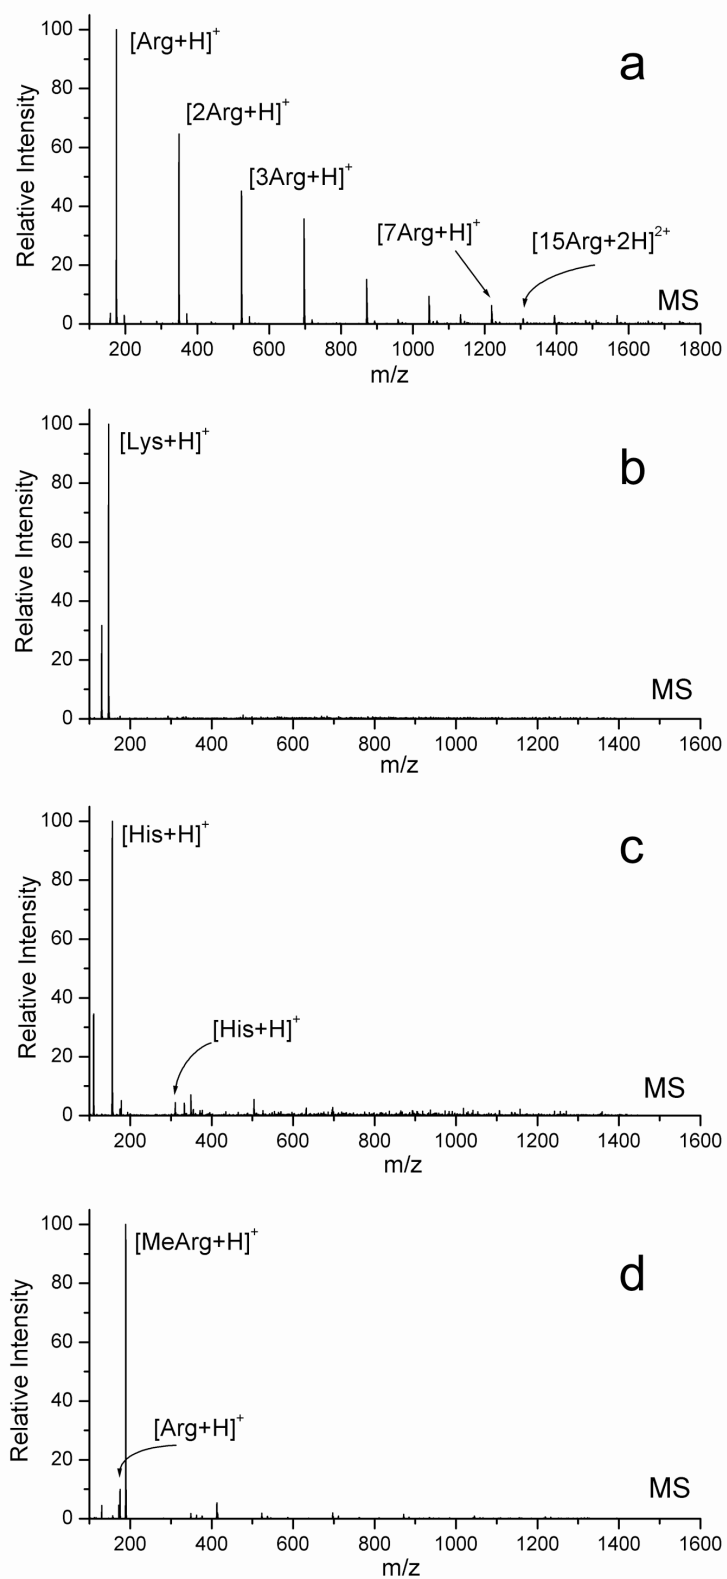 a
[Arg+H]⁺
[2Arg+H]⁺
[3Arg+H]⁺
[7Arg+H]⁺
[15Arg+2H]²⁺
MS
Relative Intensity
100
80
60
40
20
0
200 400 600 800 1000 1200 1400 1600 1800
m/z
b
[Lys+H]⁺
MS
Relative Intensity
100
80
60
40
20
0
200 400 600 800 1000 1200 1400 1600
m/z
c
[His+H]⁺
[His+H]⁺
MS
Relative Intensity
100
80
60
40
20
0
200 400 600 800 1000 1200 1400 1600
m/z
d
[MeArg+H]⁺
[Arg+H]⁺
MS
Relative Intensity
100
80
60
40
20
0
200 400 600 800 1000 1200 1400 1600
m/z